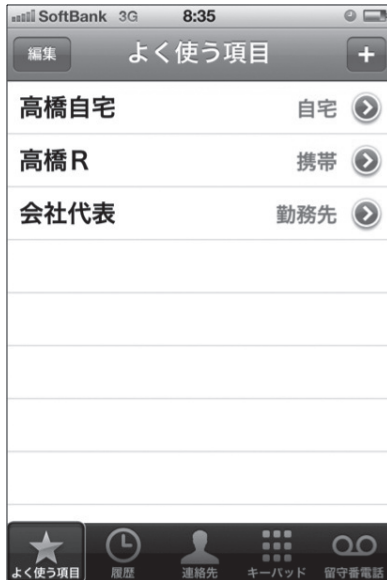 SoftBank 3G 8:35
編集 よく使う項目 +
高橋自宅 自宅
高橋R 携帯
会社代表 勤務先
よく使う項目 履歴 連絡先 キーパッド 留守番電話